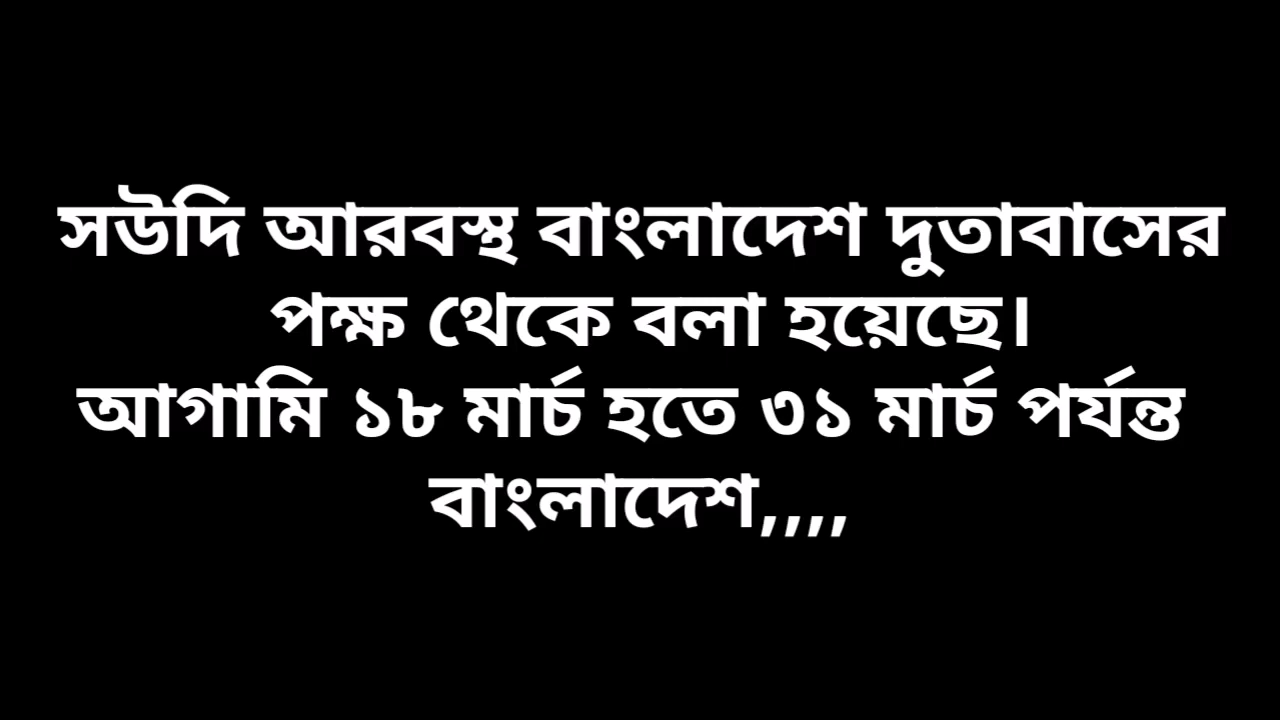 সউদি আরবস্থ বাংলাদেশ দুতাবাসের
পক্ষ থেকে বলা হয়েছে।
আগামি ১৮ মার্চ হতে ৩১ মার্চ পর্যন্ত
বাংলাদেশ,,,,